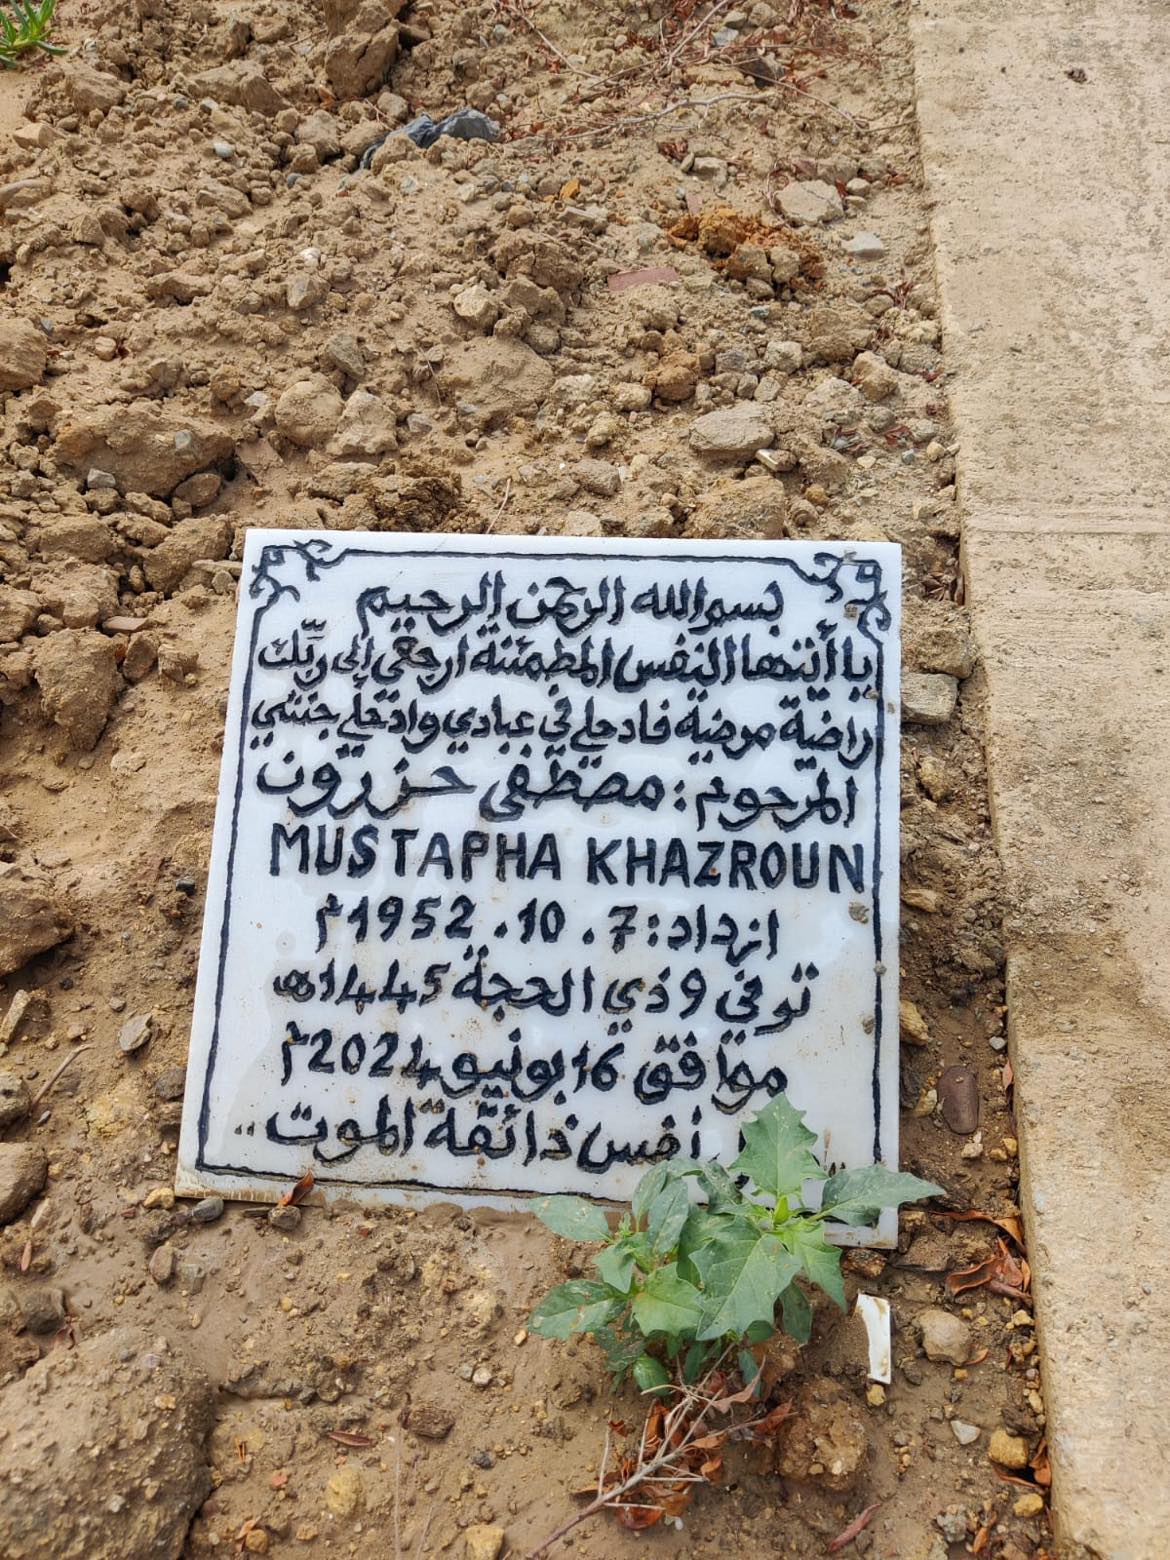 بسم الله الرحمن الرحيم
يا أيتها النفس المطمئنة ارجعي إلى ربّك
راضية مرضية فادخلي في عبادي وادخلي جنتي
المرحوم : مصطفى خزرون
MUSTAPHA KHAZROUN
ازداد : 7 . 10 . 1952م
توفي 9 ذي الحجة 1445هـ
موافق 16 يونيو 2024م
نفس ذائقة الموت ..